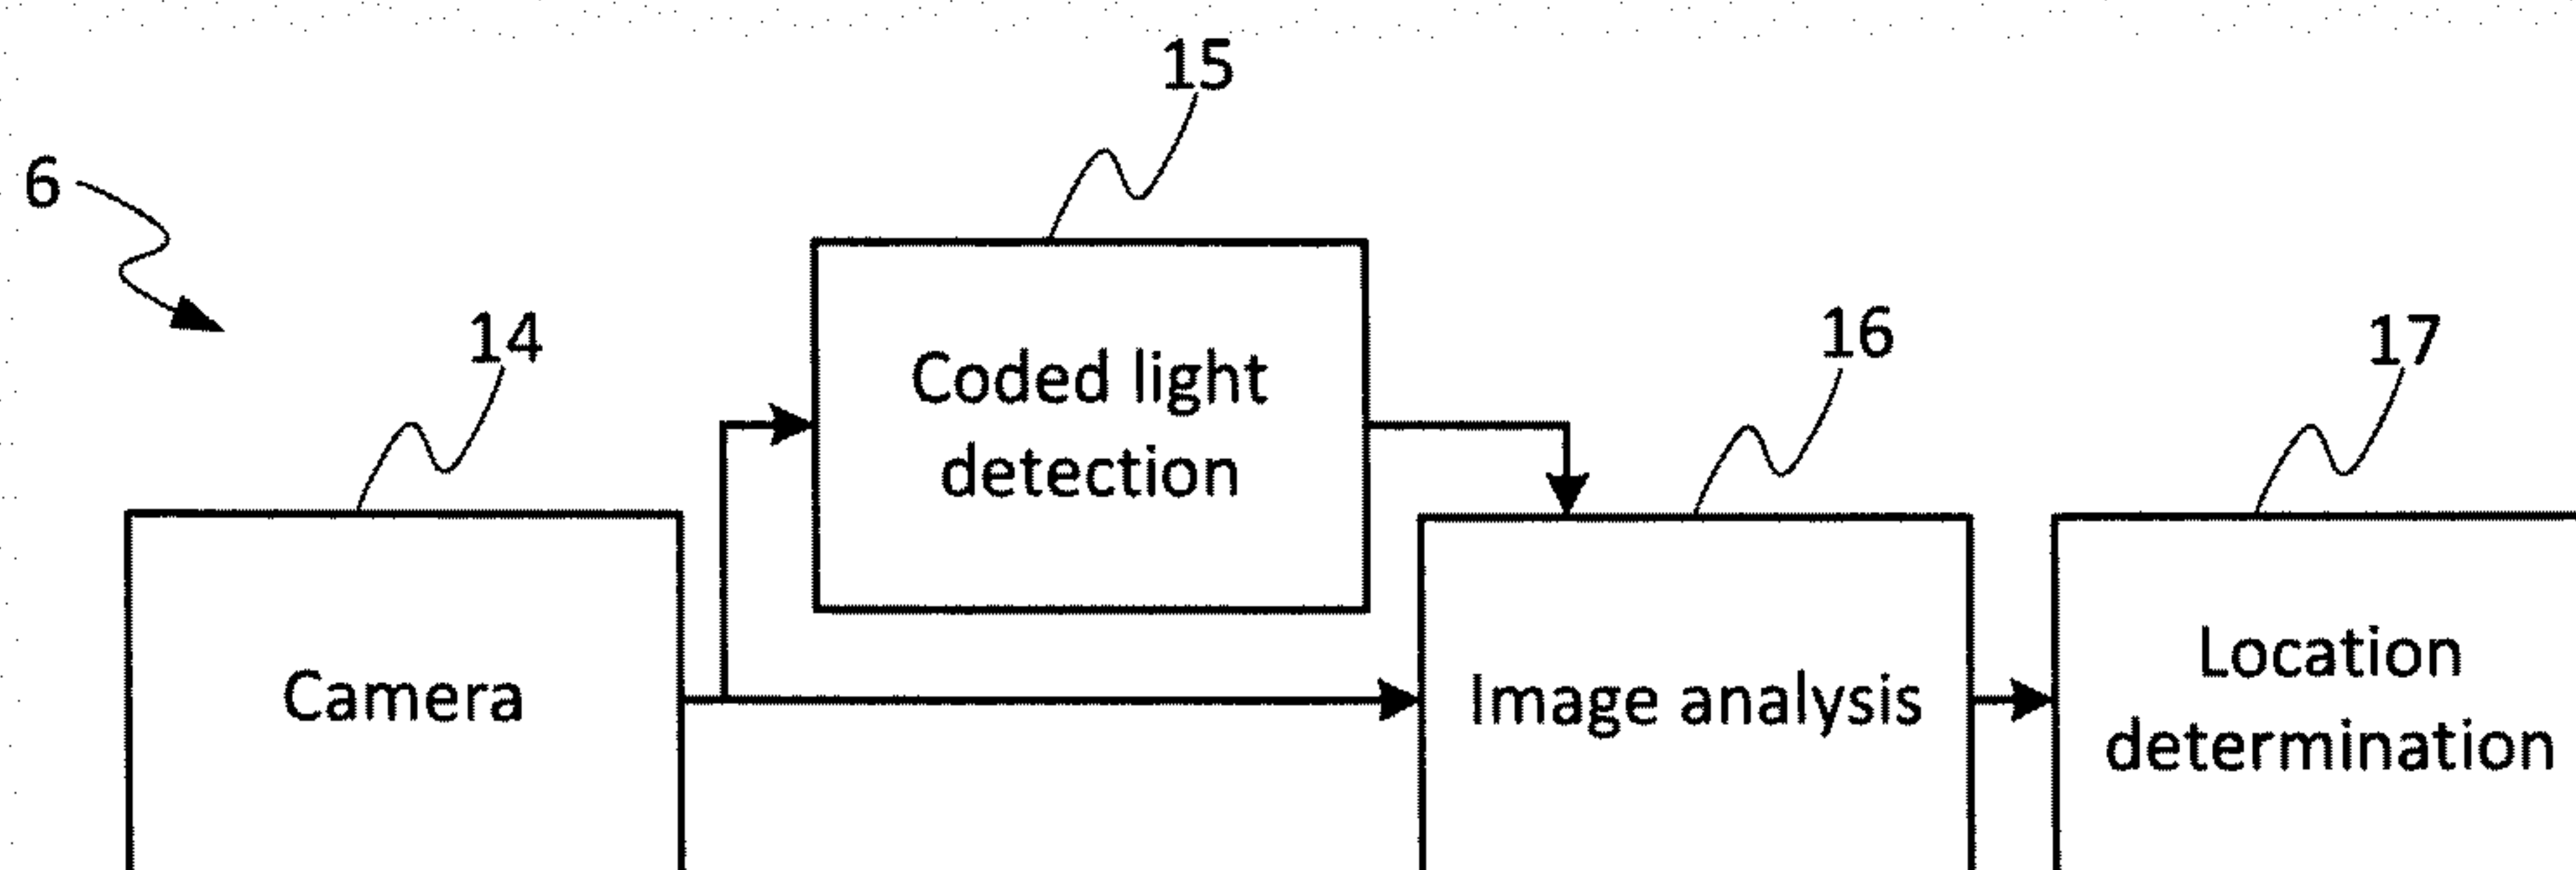 15
6
14
16
17
Coded light
detection
Camera
Image analysis
Location
determination